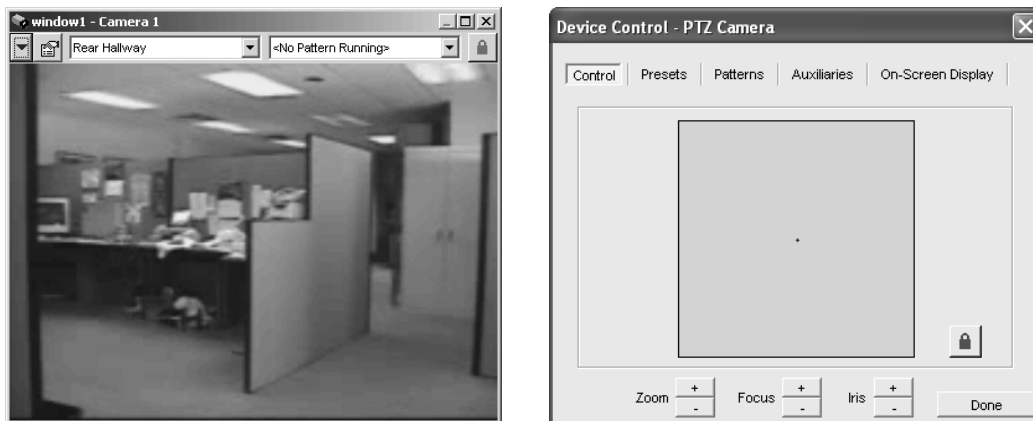 window1 - Camera 1
Rear Hallway
<No Pattern Running>
Device Control - PTZ Camera
Control Presets Patterns Auxiliaries On-Screen Display
Zoom + - Focus + - Iris + - Done